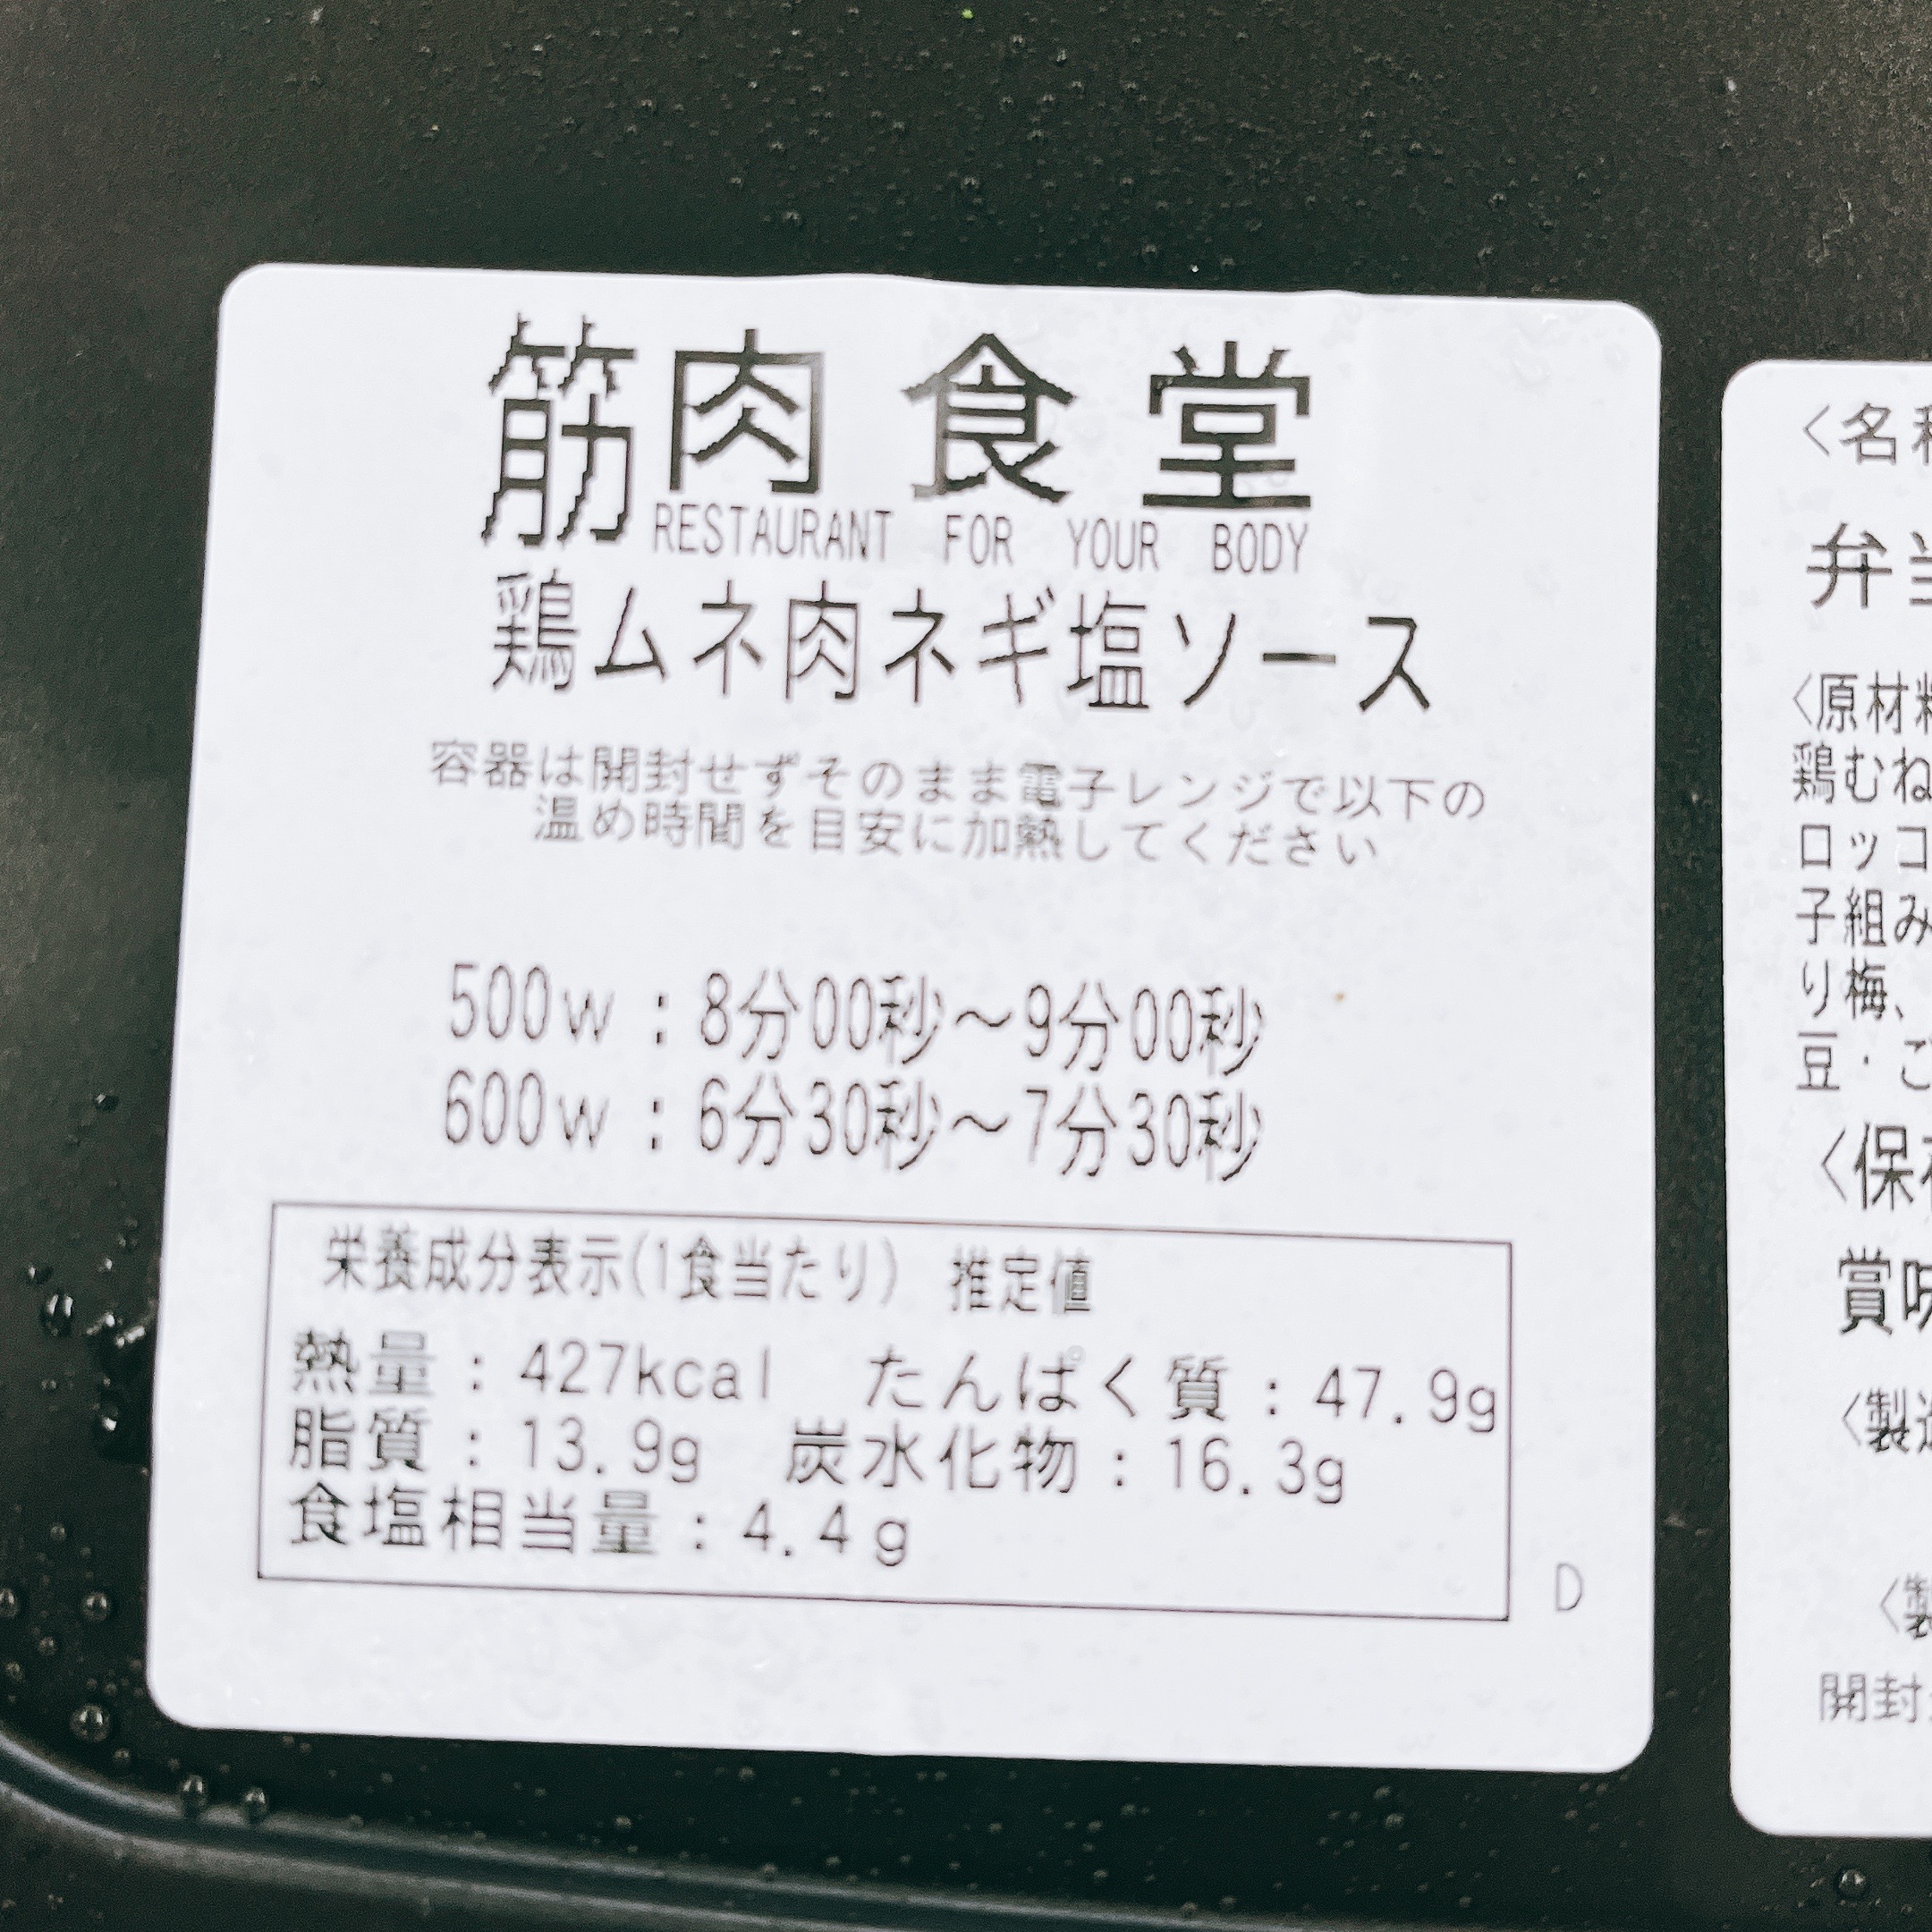 筋肉食堂
RESTAURANT FOR YOUR BODY
鶏ムネ肉ネギ塩ソース
容器は開封せずそのまま電子レンジで以下の
温め時間を目安に加熱してください
500w:8分00秒～9分00秒
600w:6分30秒～7分30秒
栄養成分表示(1食当たり) 推定値
熱量:427kcal たんぱく質:47.9g
脂質:13.9g 炭水化物:16.3g
食塩相当量:4.4g
D
<名
弁当
<原材料
鶏むね
ロッコ
子組み
り梅、
豆・ご
<保存
賞味
<製造
<製
開封